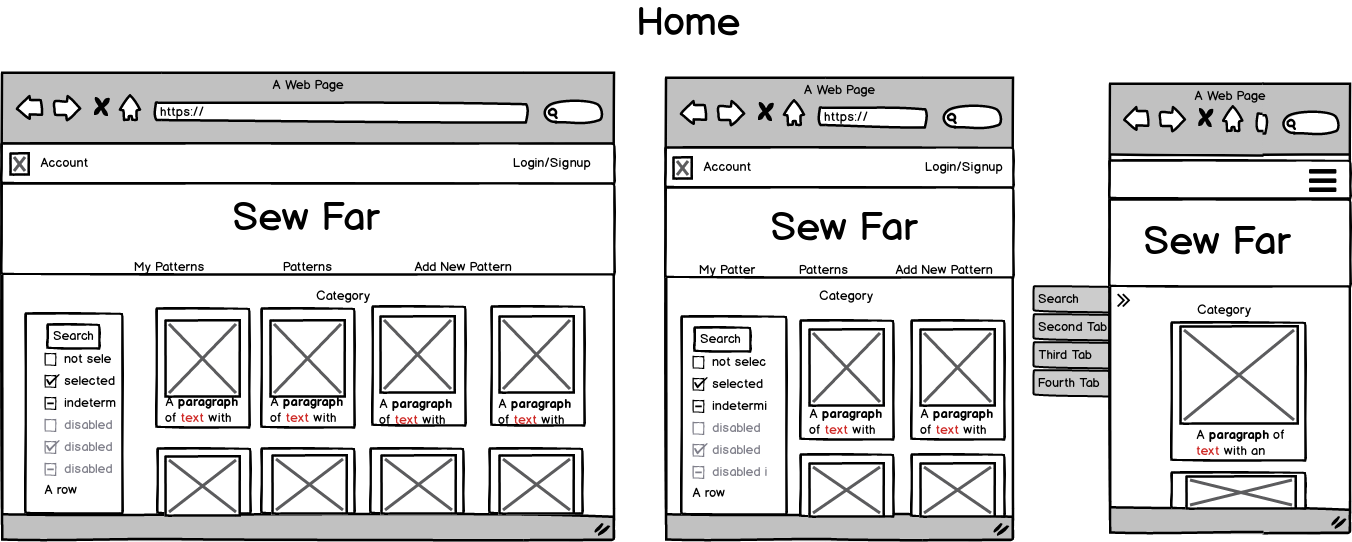 Home
A Web Page
https://
Account
Login/Signup
Sew Far
My Patterns
Patterns
Add New Pattern
Category
Search
not sele
selected
indeterm
disabled
disabled
disabled
A row
A paragraph
of text with
A paragraph
of text with
A paragraph
of text with
A paragraph
of text with
A Web Page
https://
Account
Login/Signup
Sew Far
My Patter
Patterns
Add New Pattern
Category
Search
not selec
selected
indetermi
disabled
disabled
disabled i
A row
A paragraph
of text with
A paragraph
of text with
A Web Page
Sew Far
Search
Second Tab
Third Tab
Fourth Tab
Category
A paragraph of
text with an